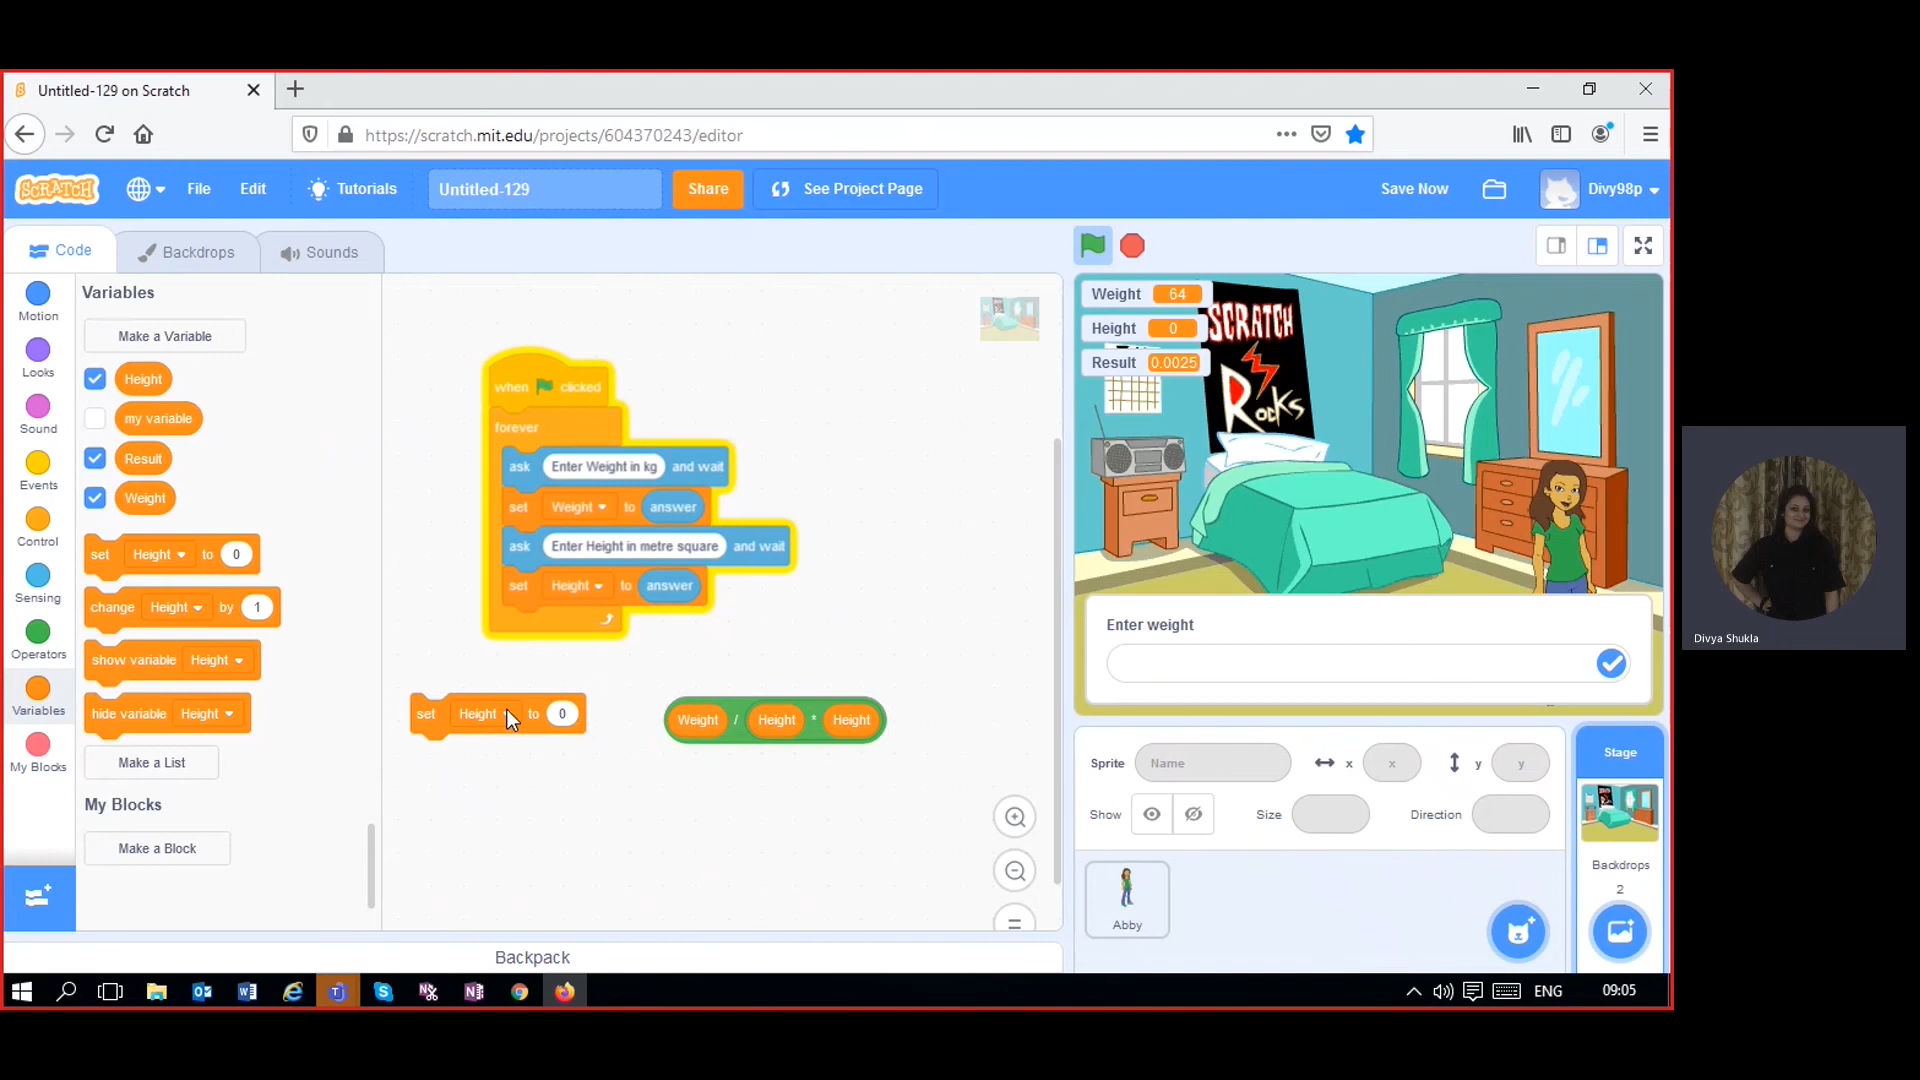 Untitled-129 on Scratch
https://scratch.mit.edu/projects/604370243/editor
SCRATCH
File
Edit
Tutorials
Untitled-129
Share
See Project Page
Save Now
Divy98p
Code
Backdrops
Sounds
Motion
Looks
Sound
Events
Control
Sensing
Operators
Variables
My Blocks
Variables
Make a Variable
Height
my variable
Result
Weight
set Height to 0
change Height by 1
show variable Height
hide variable Height
Make a List
My Blocks
Make a Block
when clicked
forever
ask Enter Weight in kg and wait
set Weight to answer
ask Enter Height in metre square and wait
set Height to answer
set Height to 0
Weight / Height * Height
Backpack
Weight 64
Height 0
Result 0.0025
SCRATCH
Rocks
Enter weight
Sprite Name x x y y
Show Size Direction
Abby
Stage
Backdrops
2
Divya Shukla
ENG
09:05